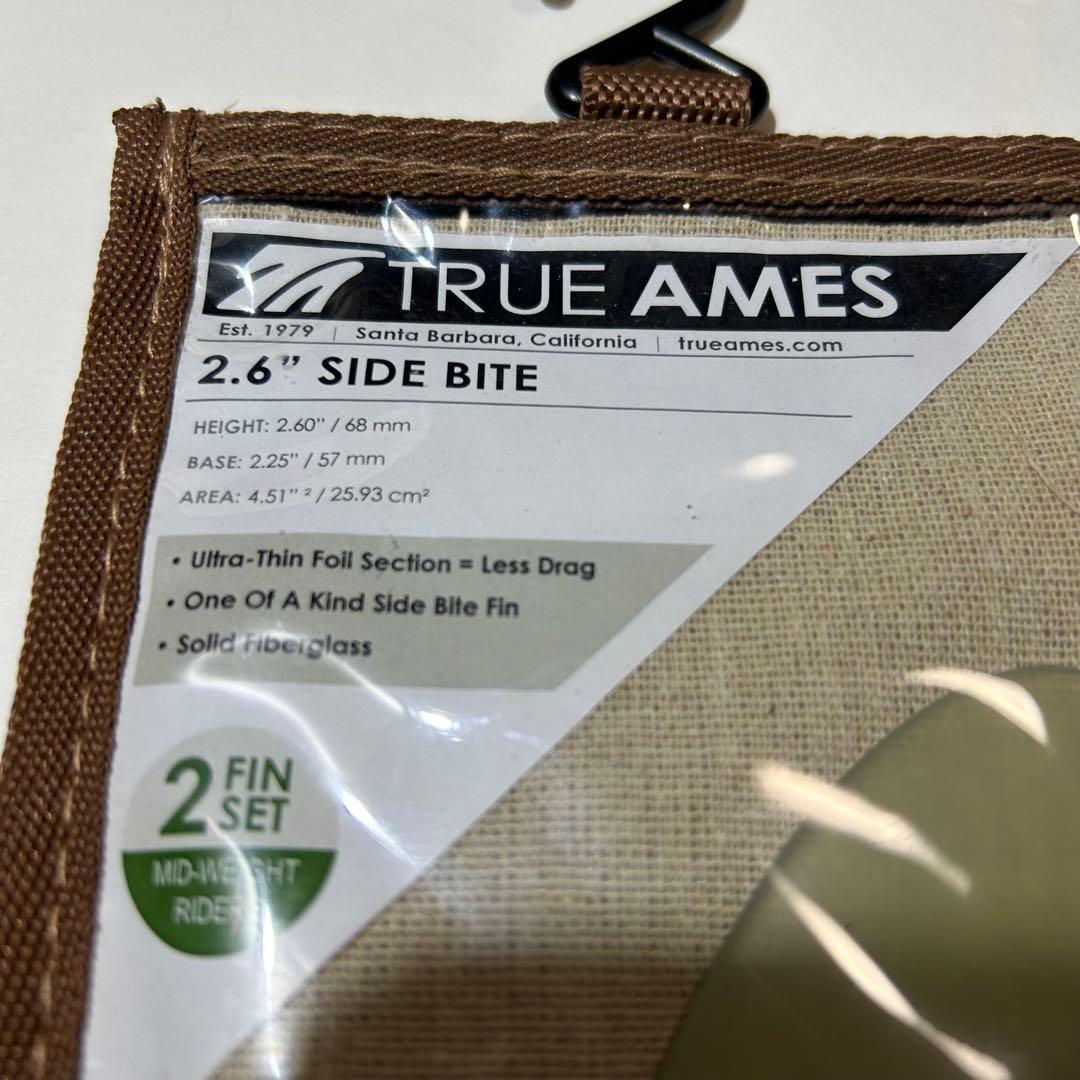 TRUE AMES
Est. 1979 | Santa Barbara, California | trueames.com
2.6” SIDE BITE
HEIGHT: 2.60” / 68 mm
BASE: 2.25” / 57 mm
AREA: 4.51” ² / 25.93 cm²
• Ultra-Thin Foil Section = Less Drag
• One Of A Kind Side Bite Fin
• Solid Fiberglass
2 FIN SET
MID-WEIGHT